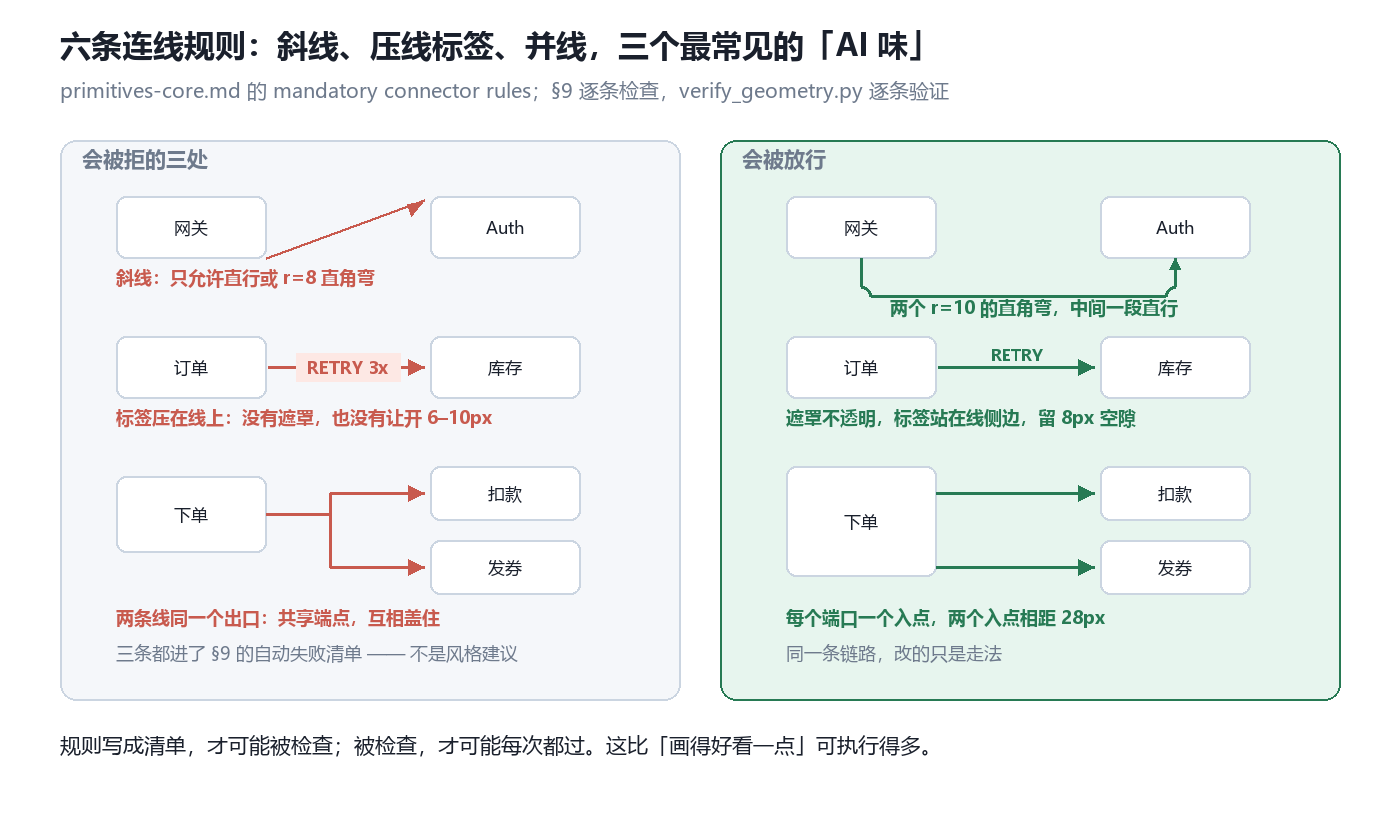 六条连线规则：斜线、压线标签、并线，三个最常见的「AI 味」
primitives-core.md 的 mandatory connector rules；§9 逐条检查，verify_geometry.py 逐条验证
会被拒的三处
网关
Auth
斜线：只允许直行或 r=8 直角弯
订单
RETRY 3x
库存
标签压在线上：没有遮罩，也没有让开 6–10px
下单
扣款
发券
两条线同一个出口：共享端点，互相盖住
三条都进了 §9 的自动失败清单 —— 不是风格建议
会被放行
网关
Auth
两个 r=10 的直角弯，中间一段直行
订单
RETRY
库存
遮罩不透明，标签站在线侧边，留 8px 空隙
下单
扣款
发券
每个端口一个入点，两个入点相距 28px
同一条链路，改的只是走法
规则写成清单，才可能被检查；被检查，才可能每次都过。这比「画得好看一点」可执行得多。